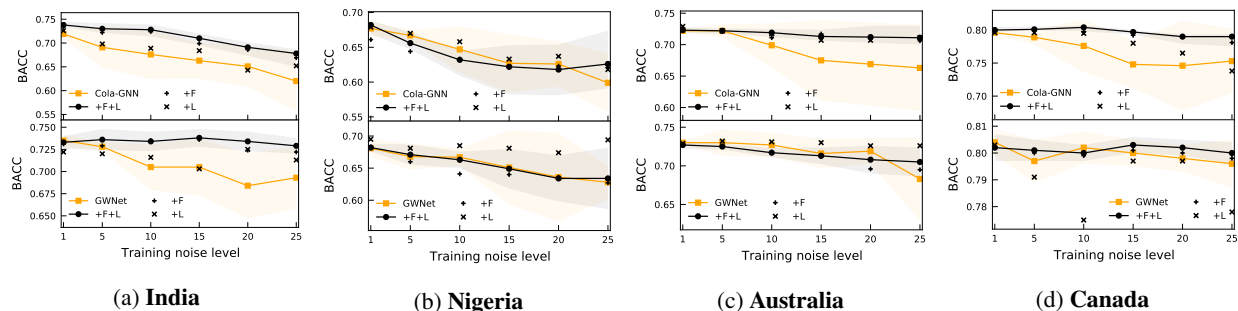 0.75
0.70
0.65
0.60
0.55
BACC
Cola-GNN
+F+L
+F
+L
0.750
0.725
0.700
0.675
0.650
BACC
GWNet
+F+L
+F
+L
1 5 10 15 20 25
Training noise level
(a) India
0.70
0.65
0.60
0.55
BACC
Cola-GNN
+F+L
+F
+L
0.70
0.65
0.60
BACC
GWNet
+F+L
+F
+L
1 5 10 15 20 25
Training noise level
(b) Nigeria
0.75
0.70
0.65
0.60
BACC
Cola-GNN
+F+L
+F
+L
0.75
0.70
0.65
BACC
GWNet
+F+L
+F
+L
1 5 10 15 20 25
Training noise level
(c) Australia
0.80
0.75
0.70
BACC
Cola-GNN
+F+L
+F
+L
0.81
0.80
0.79
0.78
BACC
GWNet
+F+L
+F
+L
1 5 10 15 20 25
Training noise level
(d) Canada